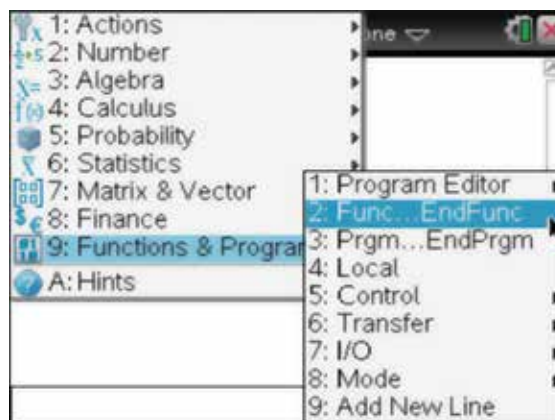 1: Actions
2: Number
3: Algebra
4: Calculus
5: Probability
6: Statistics
7: Matrix & Vector
8: Finance
9: Functions & Prograr
A: Hints
1: Program Editor
2: Func...EndFunc
3: Prgm...EndPrgm
4: Local
5: Control
6: Transfer
7: I/O
8: Mode
9: Add New Line